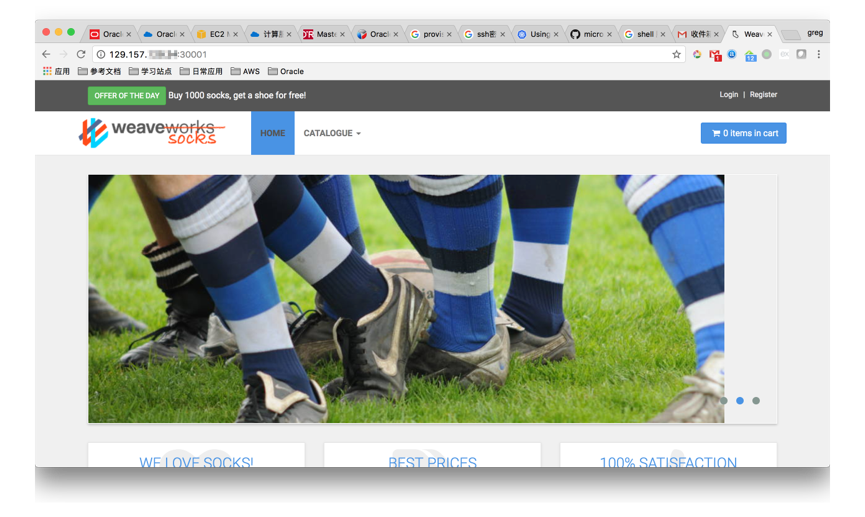 Oracl Oracl EC2 计算 Maste Oracl provi ssh Using micro shell 收件 Weav greg
129.157. :30001
应用 参考文档 学习站点 日常应用 AWS Oracle
OFFER OF THE DAY Buy 1000 socks, get a shoe for free! Login | Register
weaveworks
socks
HOME CATALOGUE 0 items in cart
WE LOVE SOCKS! BEST PRICES 100% SATISFACTION